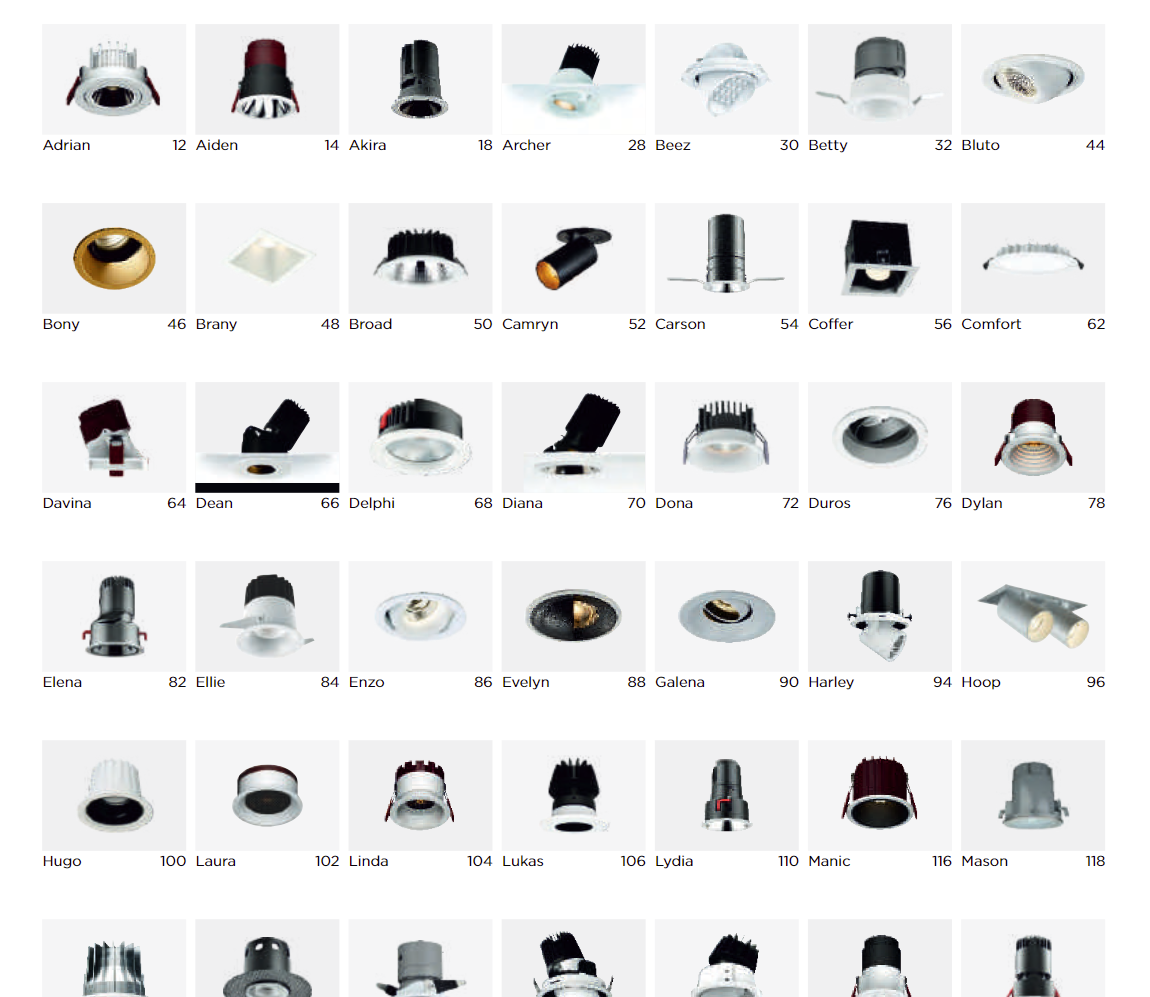 Adrian 12 Aiden 14 Akira 18 Archer 28 Beez 30 Betty 32 Bluto 44
Bony 46 Brany 48 Broad 50 Camryn 52 Carson 54 Coffer 56 Comfort 62
Davina 64 Dean 66 Delphi 68 Diana 70 Dona 72 Duros 76 Dylan 78
Elena 82 Ellie 84 Enzo 86 Evelyn 88 Galena 90 Harley 94 Hoop 96
Hugo 100 Laura 102 Linda 104 Lukas 106 Lydia 110 Manic 116 Mason 118